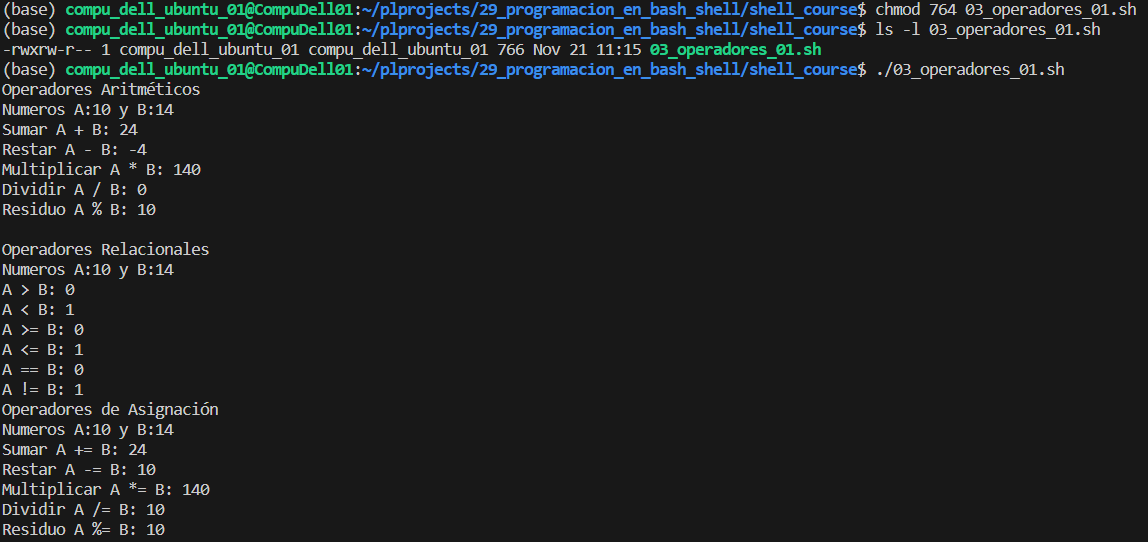 (base) compu_dell_ubuntu_01@CompuDell01:~/plprojects/29_programacion_en_bash_shell/shell_course$ chmod 764 03_operadores_01.sh
(base) compu_dell_ubuntu_01@CompuDell01:~/plprojects/29_programacion_en_bash_shell/shell_course$ ls -l 03_operadores_01.sh
-rwxrw-r-- 1 compu_dell_ubuntu_01 compu_dell_ubuntu_01 766 Nov 21 11:15 03_operadores_01.sh
(base) compu_dell_ubuntu_01@CompuDell01:~/plprojects/29_programacion_en_bash_shell/shell_course$ ./03_operadores_01.sh
Operadores Aritméticos
Numeros A:10 y B:14
Sumar A + B: 24
Restar A - B: -4
Multiplicar A * B: 140
Dividir A / B: 0
Residuo A % B: 10

Operadores Relacionales
Numeros A:10 y B:14
A > B: 0
A < B: 1
A >= B: 0
A <= B: 1
A == B: 0
A != B: 1
Operadores de Asignación
Numeros A:10 y B:14
Sumar A += B: 24
Restar A -= B: 10
Multiplicar A *= B: 140
Dividir A /= B: 10
Residuo A %= B: 10